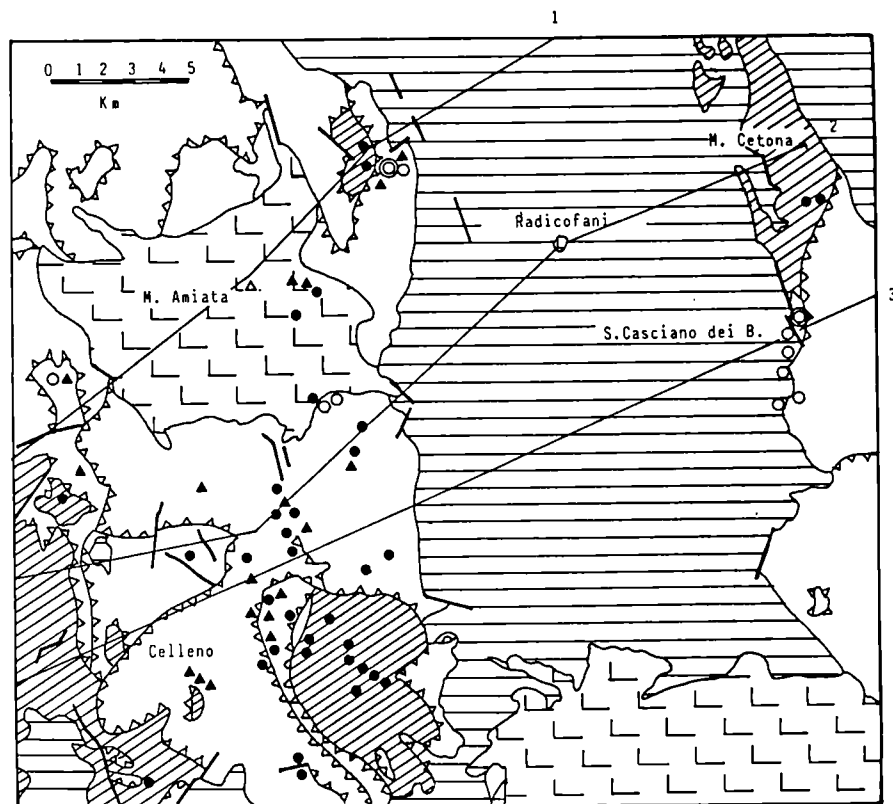 1
0 1 2 3 4 5
Km
2
M. Cetona
Radicofani
3
M. Amiata
S.Casciano dei B.
Celleno